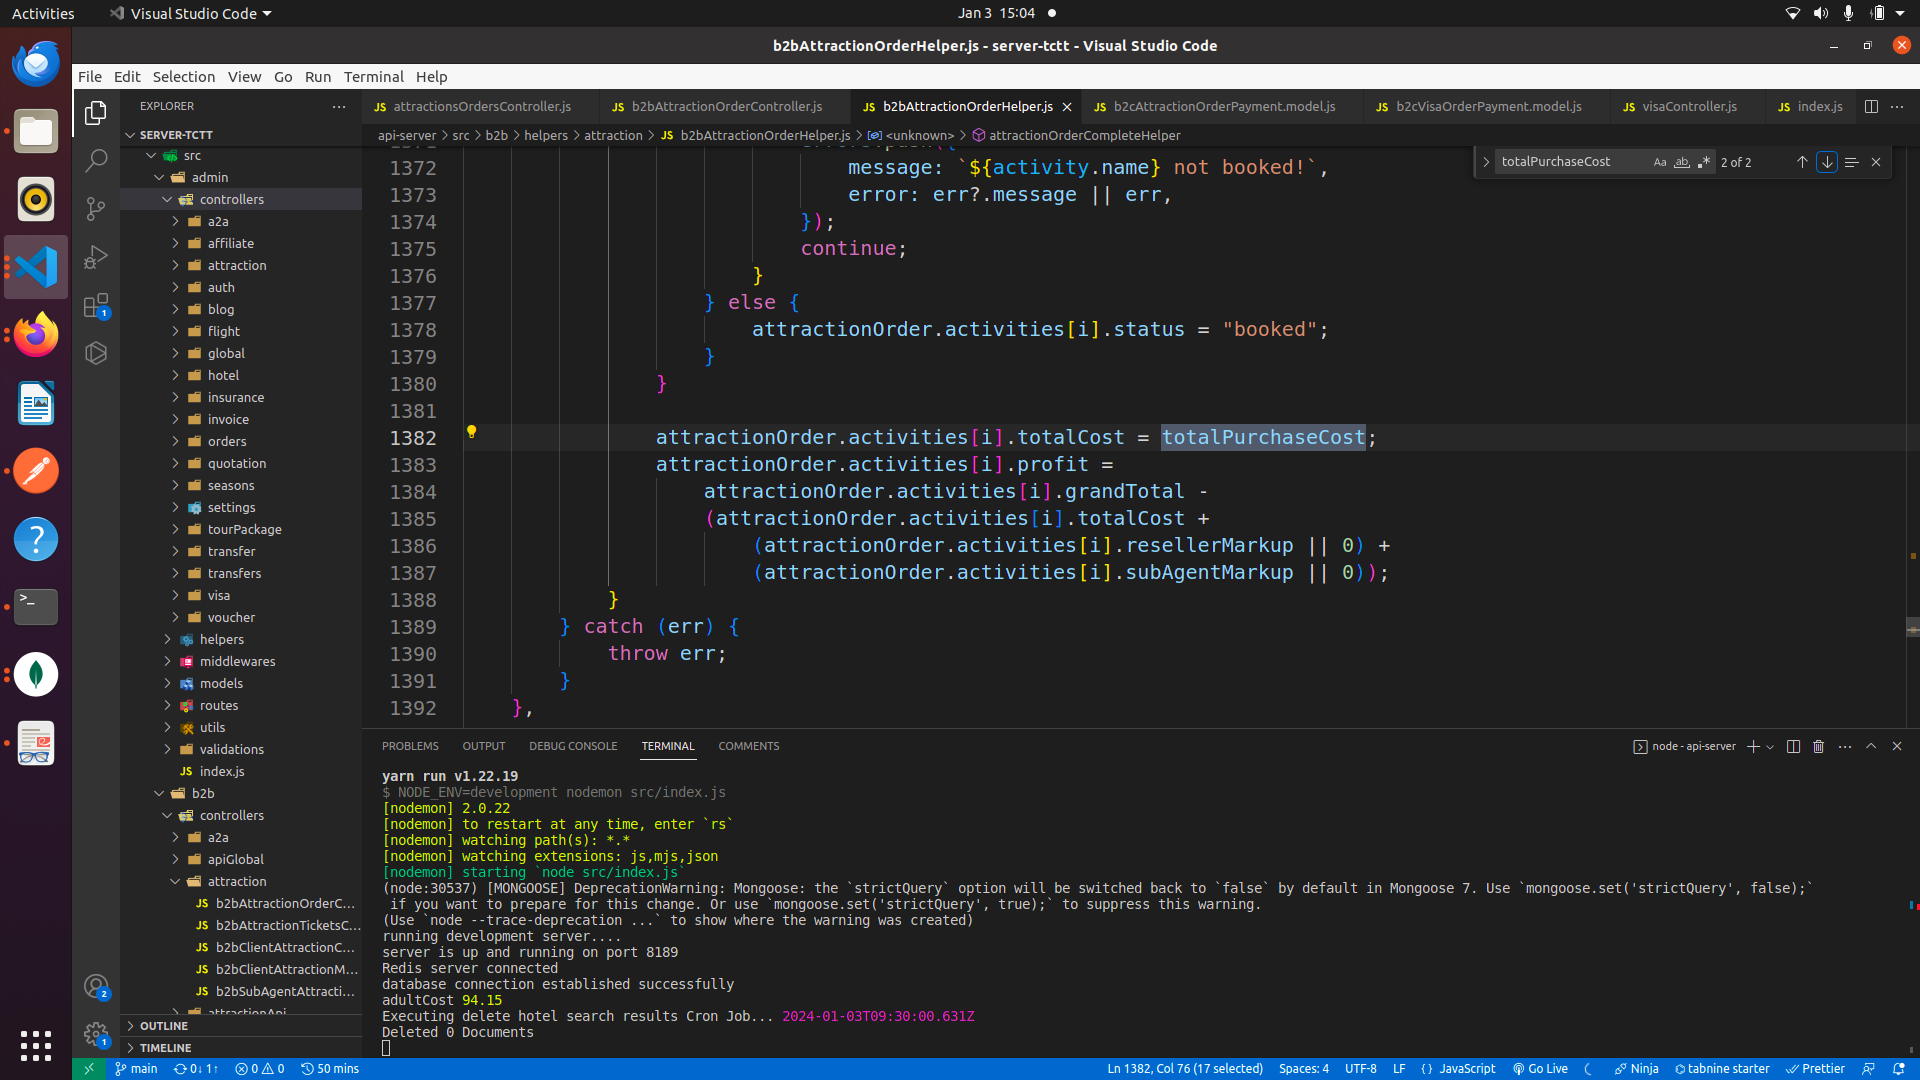 Activities
Visual Studio Code
Jan 3 15:04
b2bAttractionOrderHelper.js - server-tctt - Visual Studio Code
File Edit Selection View Go Run Terminal Help
EXPLORER
attractionsOrdersController.js
b2bAttractionOrderController.js
b2bAttractionOrderHelper.js
b2cAttractionOrderPayment.model.js
b2cVisaOrderPayment.model.js
visaController.js
index.js
api-server > src > b2b > helpers > attraction > JS b2bAttractionOrderHelper.js > <unknown> > attractionOrderCompleteHelper
totalPurchaseCost
2 of 2
SERVER-TCTT
src
admin
controllers
a2a
affiliate
attraction
auth
blog
flight
global
hotel
insurance
invoice
orders
quotation
seasons
settings
tourPackage
transfer
transfers
visa
voucher
helpers
middlewares
models
routes
utils
validations
JS index.js
b2b
controllers
a2a
apiGlobal
attraction
JS b2bAttractionOrderC...
JS b2bAttractionTicketsC...
JS b2bClientAttractionC...
JS b2bClientAttractionM...
JS b2bSubAgentAttracti...
attractionApi
OUTLINE
TIMELINE
1372 message: `${activity.name} not booked!`,
1373 error: err?.message || err,
1374 });
1375 continue;
1376 }
1377 } else {
1378 attractionOrder.activities[i].status = "booked";
1379 }
1380 }
1381
1382 attractionOrder.activities[i].totalCost = totalPurchaseCost;
1383 attractionOrder.activities[i].profit =
1384 attractionOrder.activities[i].grandTotal -
1385 (attractionOrder.activities[i].totalCost +
1386 (attractionOrder.activities[i].resellerMarkup || 0) +
1387 (attractionOrder.activities[i].subAgentMarkup || 0));
1388 }
1389 } catch (err) {
1390 throw err;
1391 }
1392 },
PROBLEMS OUTPUT DEBUG CONSOLE TERMINAL COMMENTS
node - api-server
yarn run v1.22.19
$ NODE_ENV=development nodemon src/index.js
[nodemon] 2.0.22
[nodemon] to restart at any time, enter `rs`
[nodemon] watching path(s): *.*
[nodemon] watching extensions: js,mjs,json
[nodemon] starting `node src/index.js`
(node:30537) [MONGOOSE] DeprecationWarning: Mongoose: the `strictQuery` option will be switched back to `false` by default in Mongoose 7. Use `mongoose.set('strictQuery', false);`
if you want to prepare for this change. Or use `mongoose.set('strictQuery', true);` to suppress this warning.
(Use `node --trace-deprecation ...` to show where the warning was created)
running development server....
server is up and running on port 8189
Redis server connected
database connection established successfully
adultCost 94.15
Executing delete hotel search results Cron Job... 2024-01-03T09:30:00.631Z
Deleted 0 Documents
main 0↓ 1↑ 0 0 50 mins
Ln 1382, Col 76 (17 selected) Spaces: 4 UTF-8 LF {} JavaScript Go Live Ninja tabnine starter Prettier